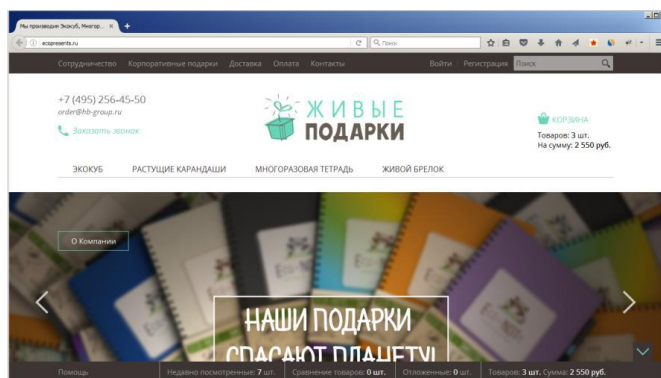 Мы производим Экокуб, Многор...
ecopresents.ru
Поиск
Сотрудничество Корпоративные подарки Доставка Оплата Контакты Войти Регистрация Поиск
+7 (495) 256-45-50
order@hb-group.ru
Заказать звонок
ЖИВЫЕ
ПОДАРКИ
КОРЗИНА
Товаров: 3 шт.
На сумму: 2 550 руб.
ЭКОКУБ РАСТУЩИЕ КАРАНДАШИ МНОГОРАЗОВАЯ ТЕТРАДЬ ЖИВОЙ БРЕЛОК
О Компании
НАШИ ПОДАРКИ
СПАСАЮТ ПЛАНЕТУ!
Помощь Недавно посмотренные: 7 шт. Сравнение товаров: 0 шт. Отложенные: 0 шт. Товаров: 3 шт. Сумма: 2 550 руб.